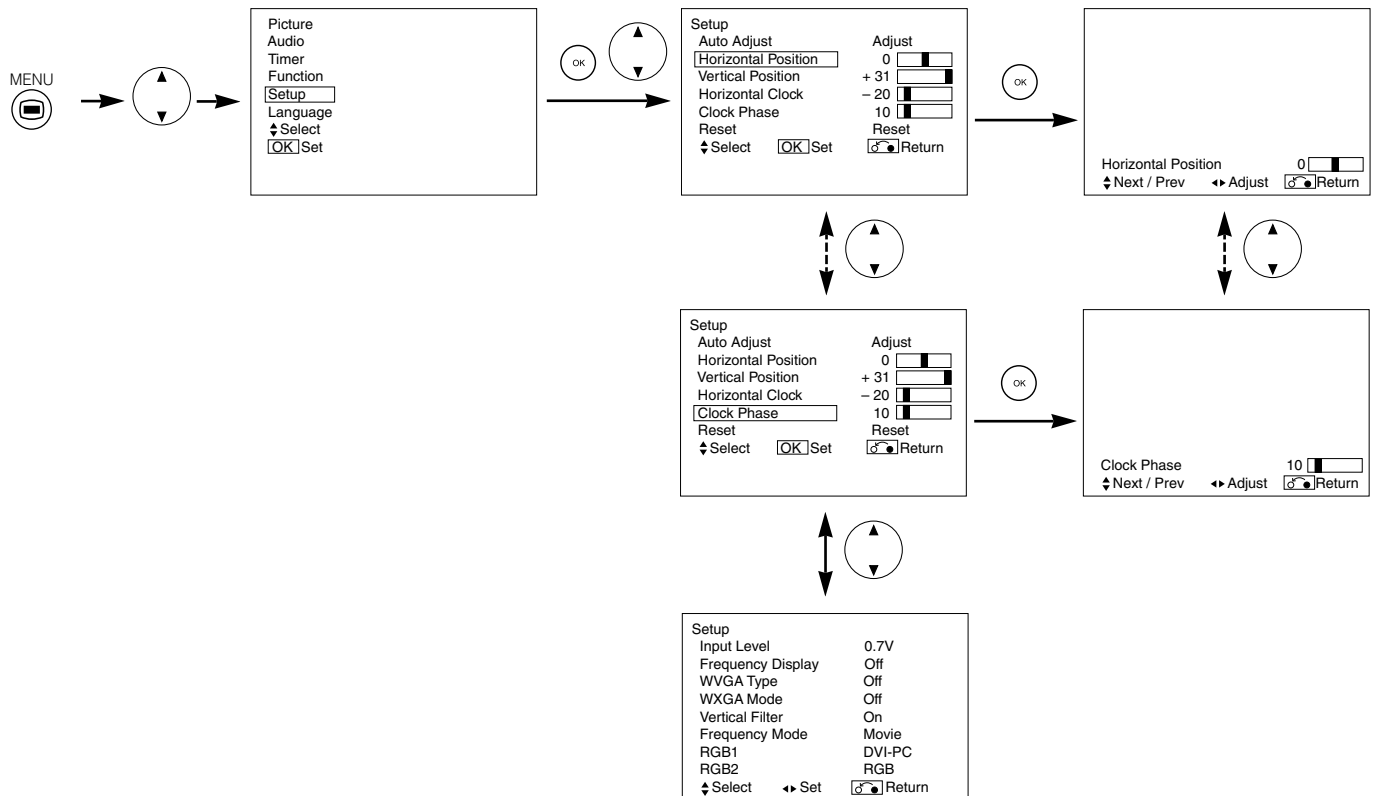 MENU
Picture
Audio
Timer
Function
Setup
Language
Select
OK Set
OK
Setup
Auto Adjust Adjust
Horizontal Position 0
Vertical Position + 31
Horizontal Clock – 20
Clock Phase 10
Reset Reset
Select OK Set Return
OK
Horizontal Position 0
Next / Prev Adjust Return
Setup
Auto Adjust Adjust
Horizontal Position 0
Vertical Position + 31
Horizontal Clock – 20
Clock Phase 10
Reset Reset
Select OK Set Return
OK
Clock Phase 10
Next / Prev Adjust Return
Setup
Input Level 0.7V
Frequency Display Off
WVGA Type Off
WXGA Mode Off
Vertical Filter On
Frequency Mode Movie
RGB1 DVI-PC
RGB2 RGB
Select Set Return